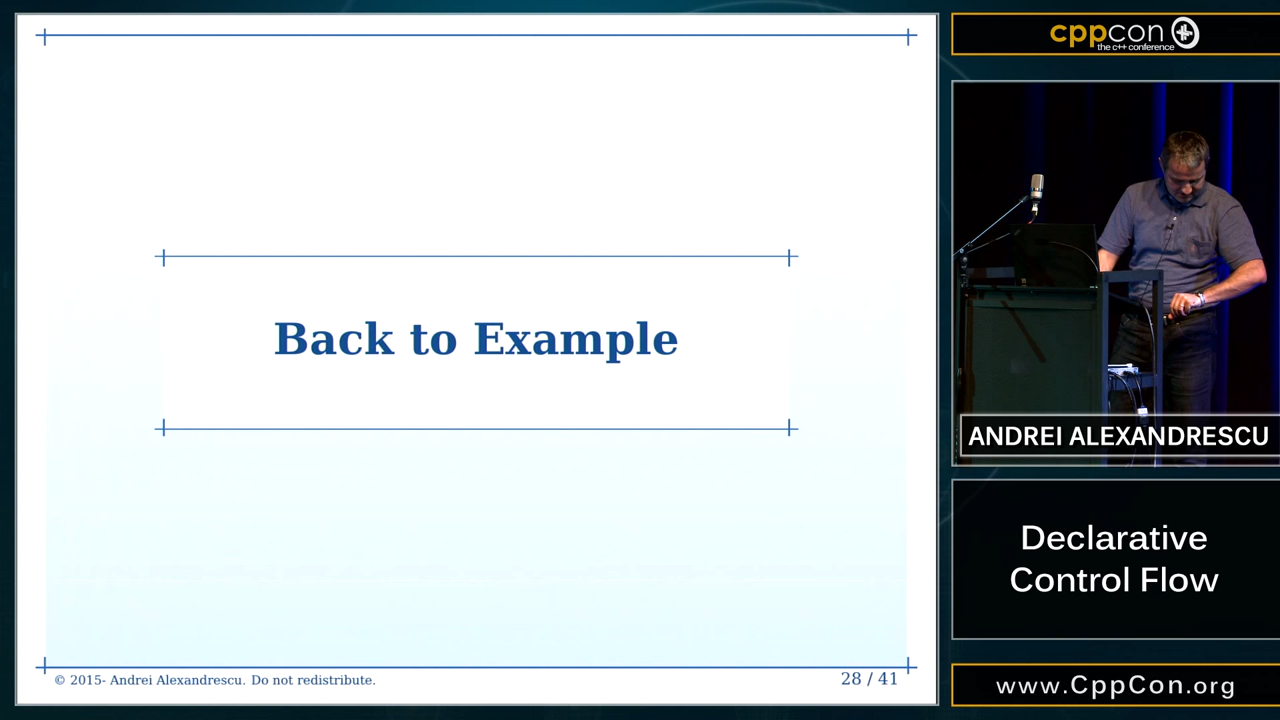 Back to Example
© 2015- Andrei Alexandrescu. Do not redistribute.
28 / 41
cppcon
the c++ conference
ANDREI ALEXANDRESCU
Declarative
Control Flow
www.CppCon.org